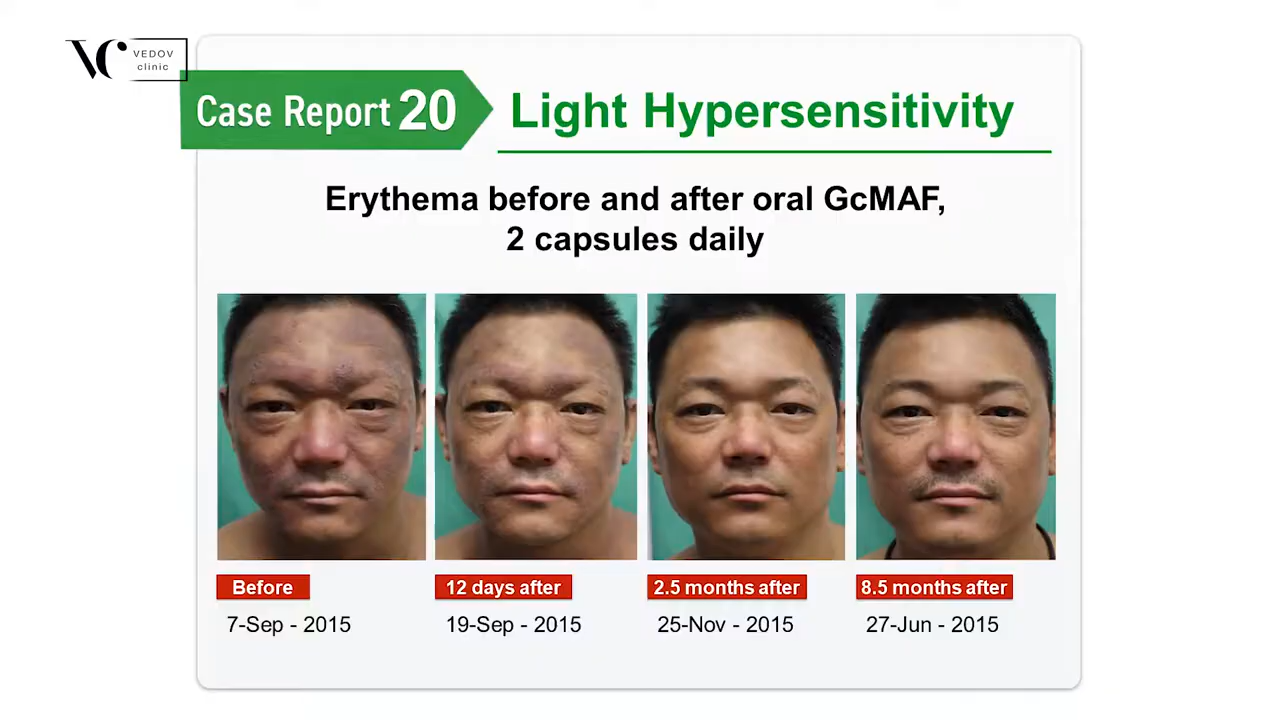 VC VEDOV
clinic
Case Report 20
Light Hypersensitivity
Erythema before and after oral GcMAF,
2 capsules daily
Before
12 days after
2.5 months after
8.5 months after
7-Sep - 2015
19-Sep - 2015
25-Nov - 2015
27-Jun - 2015